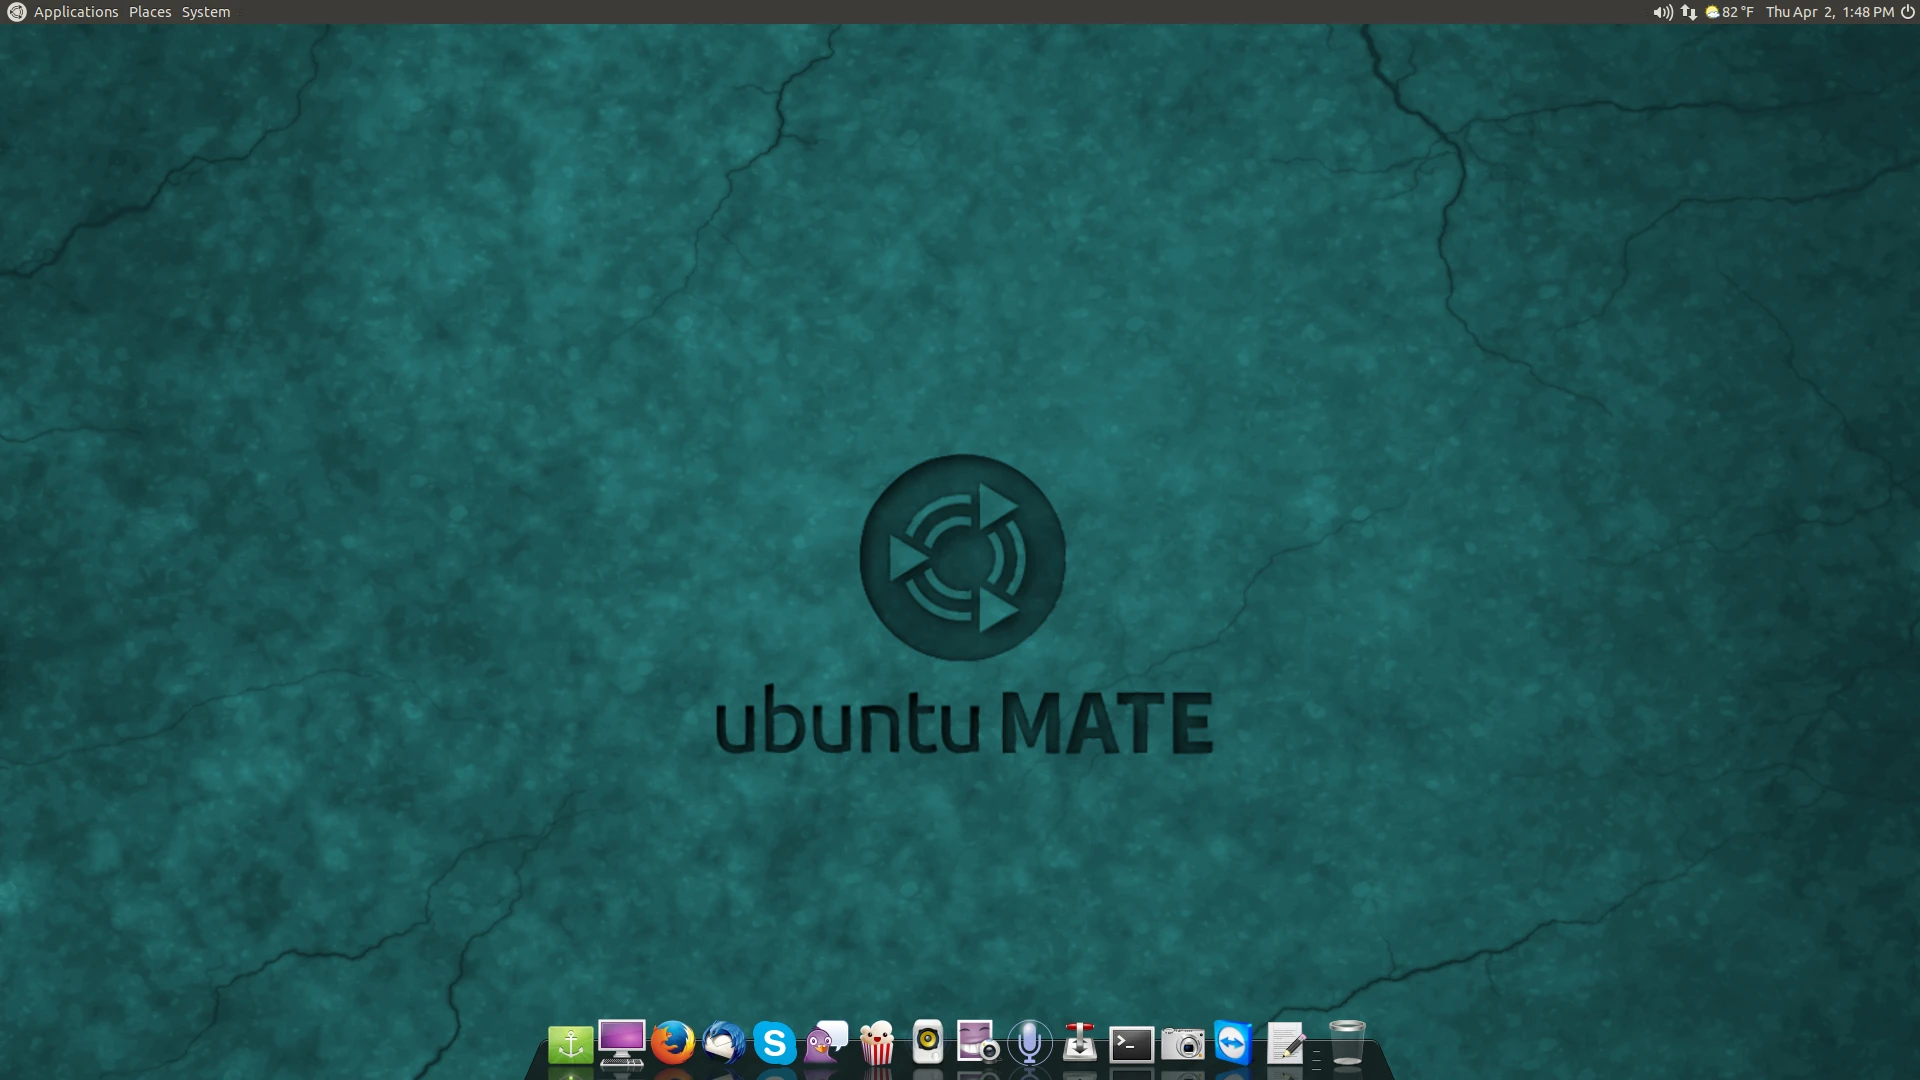 Applications Places System 82 °F Thu Apr 2, 1:48 PM
ubuntu MATE
S
>_